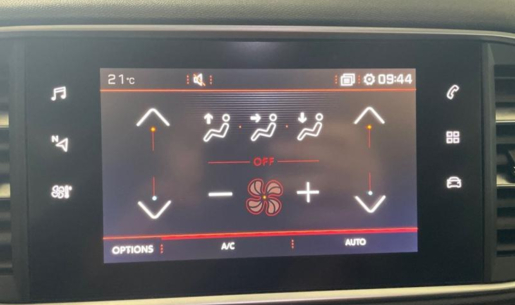 21°C 09:44
N
OFF
OPTIONS A/C AUTO